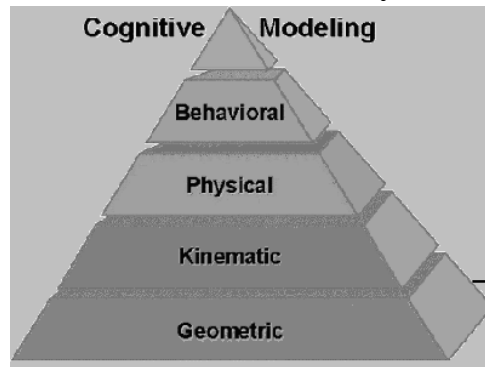 Cognitive Modeling
Behavioral
Physical
Kinematic
Geometric